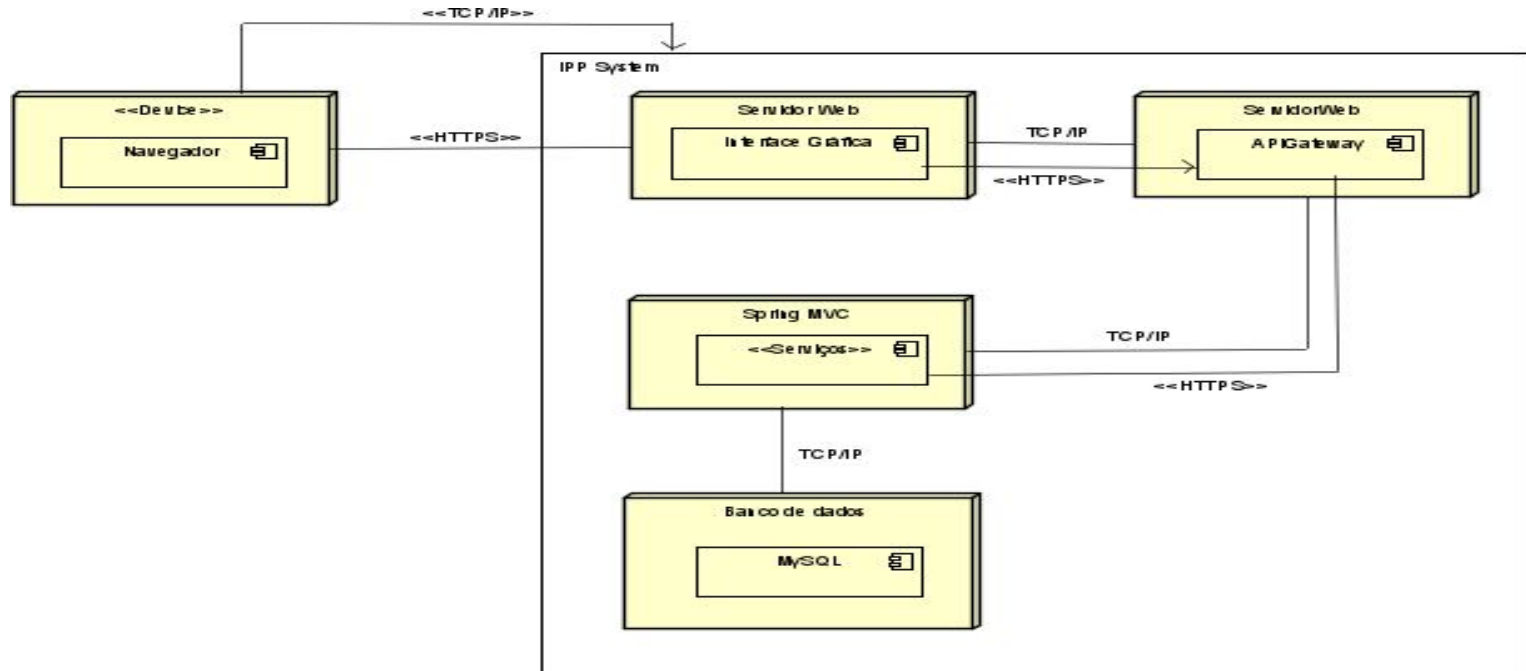 <<TCP/IP>>
IPP System
<<Device>>
Navegador
<<HTTPS>>
Servidor Web
Interface Gráfica
TCP/IP
<<HTTPS>>
ServidorWeb
APIGateway
Spring MVC
<<Serviços>>
TCP/IP
<<HTTPS>>
TCP/IP
Banco de dados
MySQL